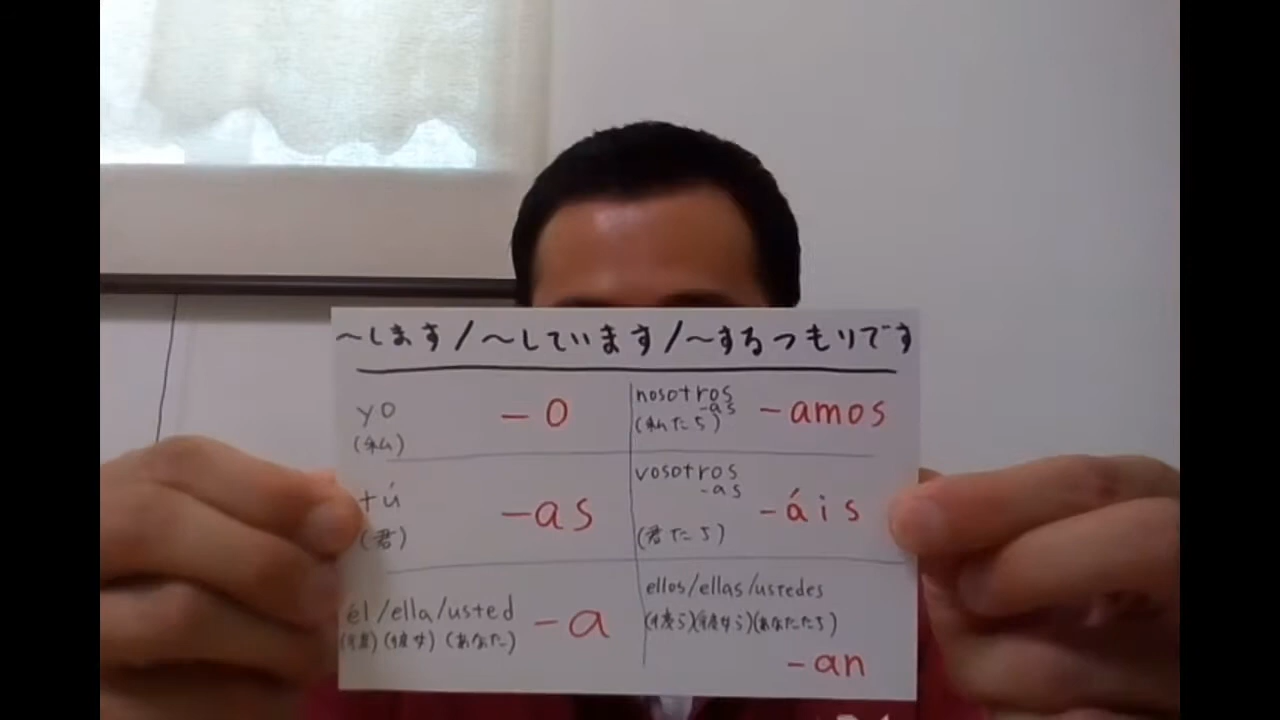 ～します/～しています/～するつもりです
yo -o
(私)
tú -as
(君)
él/ella/usted -a
(彼) (彼女) (あなた)
nosotros
-as
(私たち) -amos
vosotros
-as
(君たち) -áis
ellos/ellas/ustedes
(彼ら)(彼女ら)(あなたたち)
-an